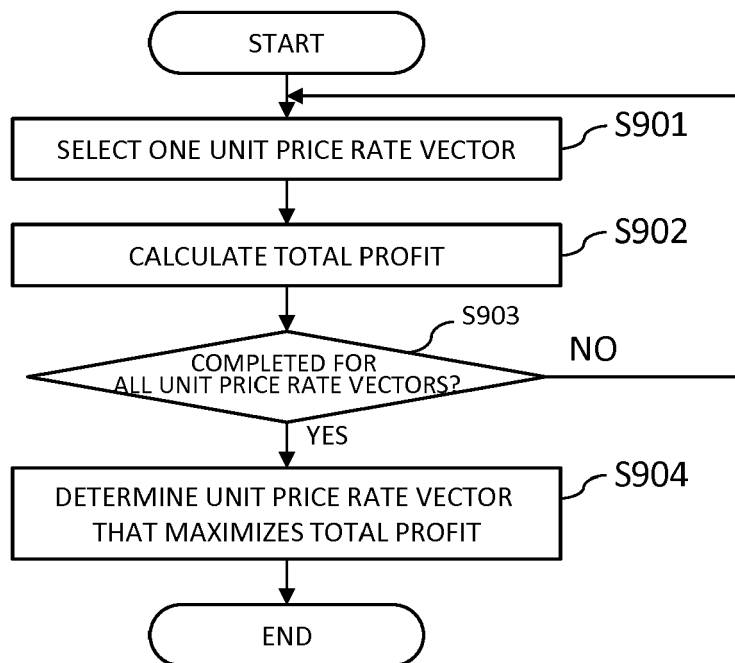 START
SELECT ONE UNIT PRICE RATE VECTOR
S901
CALCULATE TOTAL PROFIT
S902
S903
COMPLETED FOR
ALL UNIT PRICE RATE VECTORS?
NO
YES
DETERMINE UNIT PRICE RATE VECTOR
THAT MAXIMIZES TOTAL PROFIT
S904
END